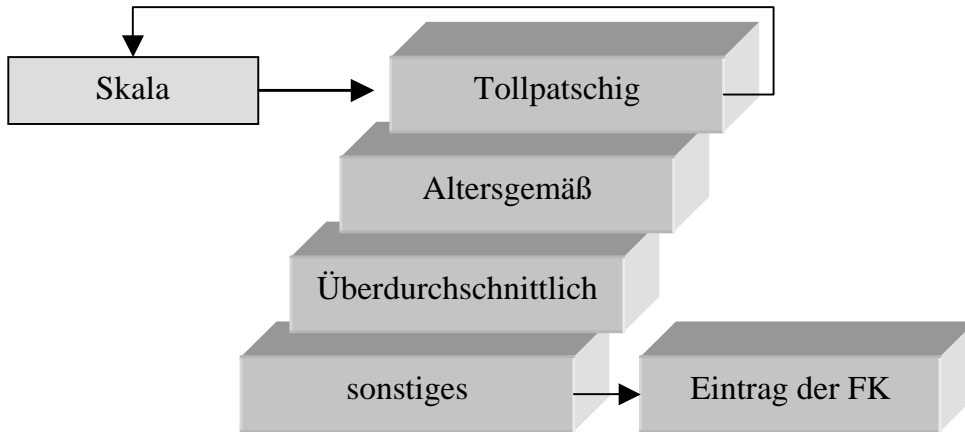 Skala
Tollpatschig
Altersgemäß
Überdurchschnittlich
sonstiges
Eintrag der FK